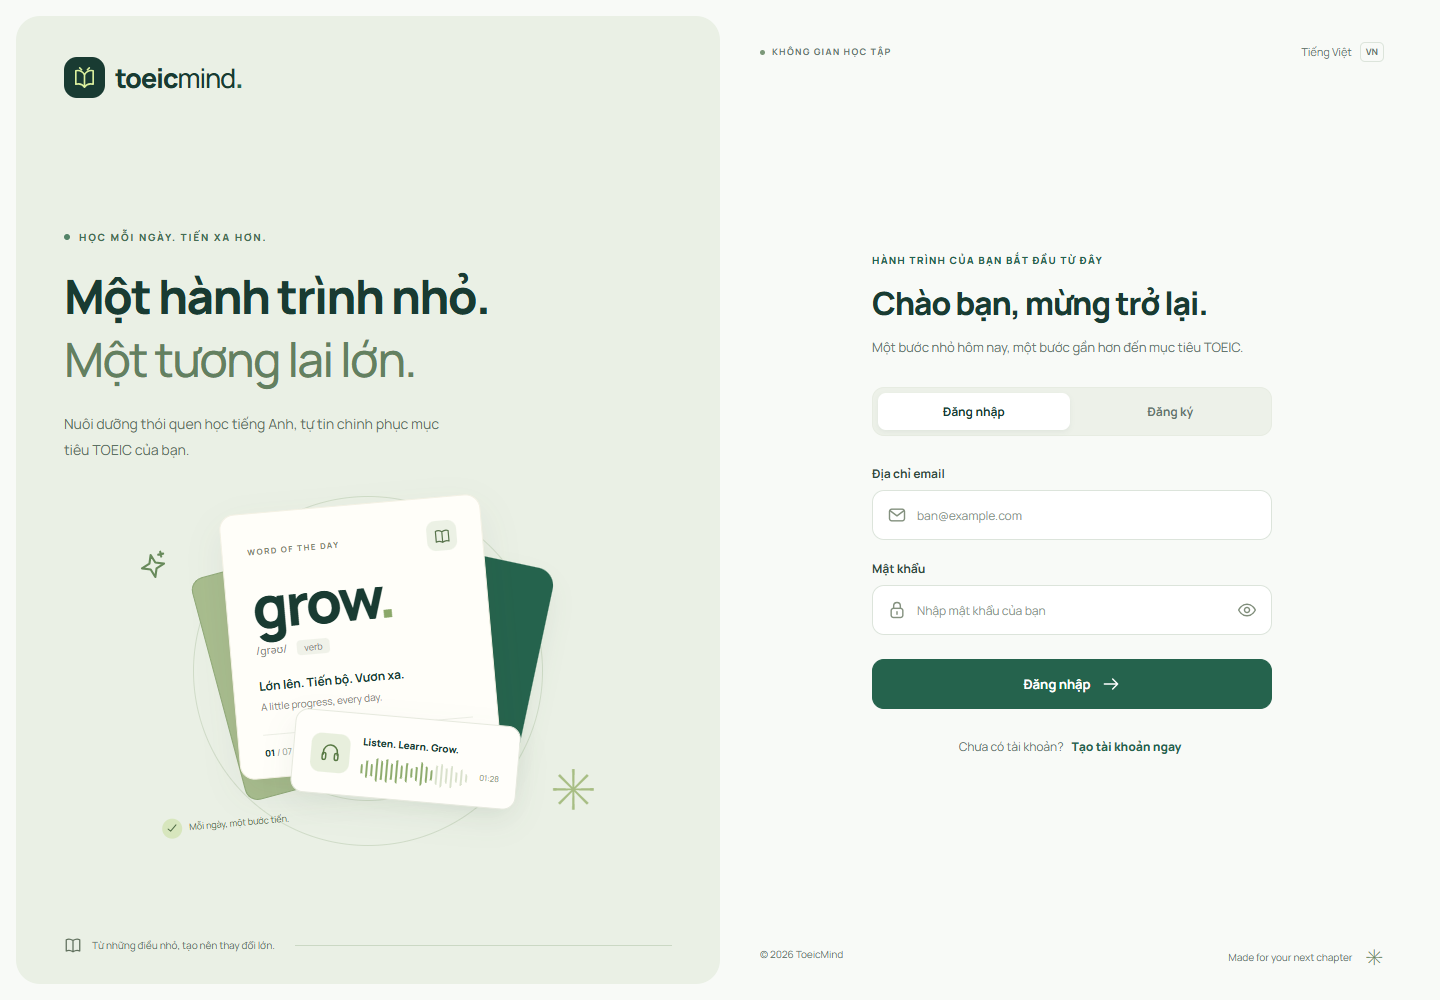 toeicmind.
HỌC MỖI NGÀY. TIẾN XA HƠN.
Một hành trình nhỏ.
Một tương lai lớn.
Nuôi dưỡng thói quen học tiếng Anh, tự tin chinh phục mục
tiêu TOEIC của bạn.
WORD OF THE DAY
grow.
/ɡrəʊ/ verb
Lớn lên. Tiến bộ. Vươn xa.
A little progress, every day.
01 / 07
Listen. Learn. Grow.
01:28
Mỗi ngày, một bước tiến.
Từ những điều nhỏ, tạo nên thay đổi lớn.
KHÔNG GIAN HỌC TẬP
Tiếng Việt VN
HÀNH TRÌNH CỦA BẠN BẮT ĐẦU TỪ ĐÂY
Chào bạn, mừng trở lại.
Một bước nhỏ hôm nay, một bước gần hơn đến mục tiêu TOEIC.
Đăng nhập Đăng ký
Địa chỉ email
ban@example.com
Mật khẩu
Nhập mật khẩu của bạn
Đăng nhập
Chưa có tài khoản? Tạo tài khoản ngay
© 2026 ToeicMind
Made for your next chapter